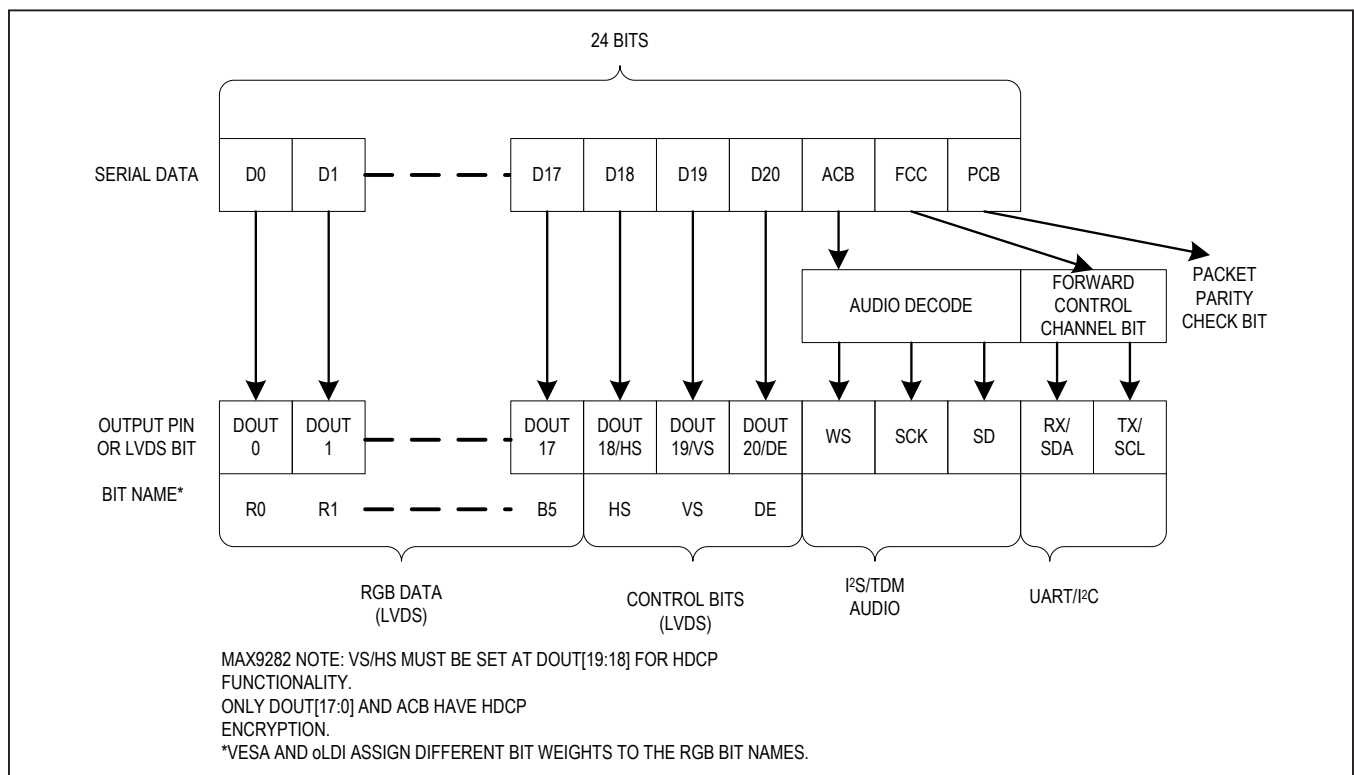 24 BITS
SERIAL DATA D0 D1 D17 D18 D19 D20 ACB FCC PCB
AUDIO DECODE
FORWARD
CONTROL
CHANNEL BIT
PACKET
PARITY
CHECK BIT
OUTPUT PIN
OR LVDS BIT
DOUT
0
DOUT
1
DOUT
17
DOUT
18/HS
DOUT
19/VS
DOUT
20/DE
WS
SCK
SD
RX/
SDA
TX/
SCL
BIT NAME*
R0 R1 B5 HS VS DE
RGB DATA
(LVDS)
CONTROL BITS
(LVDS)
I²S/TDM
AUDIO
UART/I²C
MAX9282 NOTE: VS/HS MUST BE SET AT DOUT[19:18] FOR HDCP
FUNCTIONALITY.
ONLY DOUT[17:0] AND ACB HAVE HDCP
ENCRYPTION.
*VESA AND oLDI ASSIGN DIFFERENT BIT WEIGHTS TO THE RGB BIT NAMES.